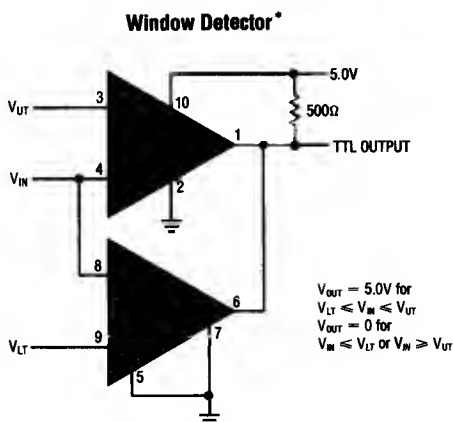 Window Detector*
5.0V
500Ω
V_UT
3
10
1
TTL OUTPUT
V_IN
4
2
8
6
V_LT
9
7
5
V_OUT = 5.0V for
V_LT ≤ V_IN ≤ V_UT
V_OUT = 0 for
V_IN ≤ V_LT or V_IN ≥ V_UT